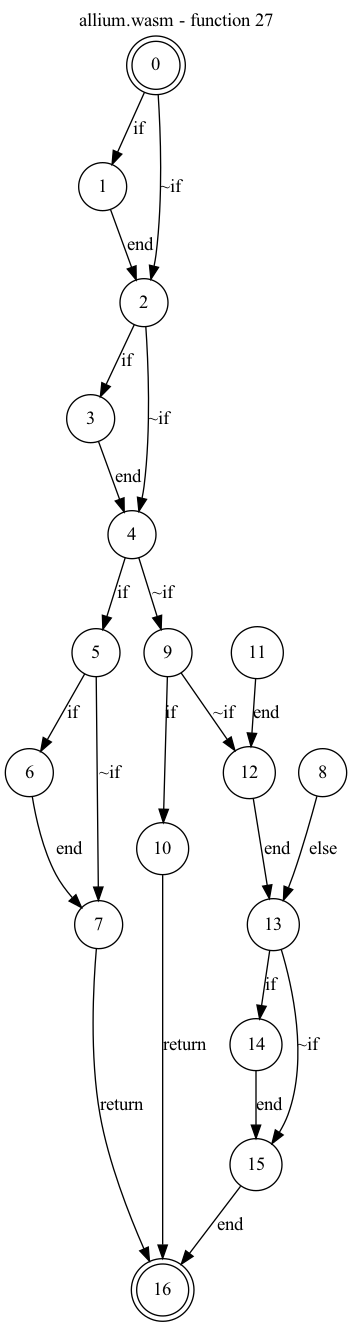 allium.wasm - function 27
0
if
~if
1
end
2
if
~if
3
end
4
if
~if
5
9
11
if
~if
if
~if
end
6
12
8
end
10
end
else
7
13
if
~if
return
return
14
end
15
end
16